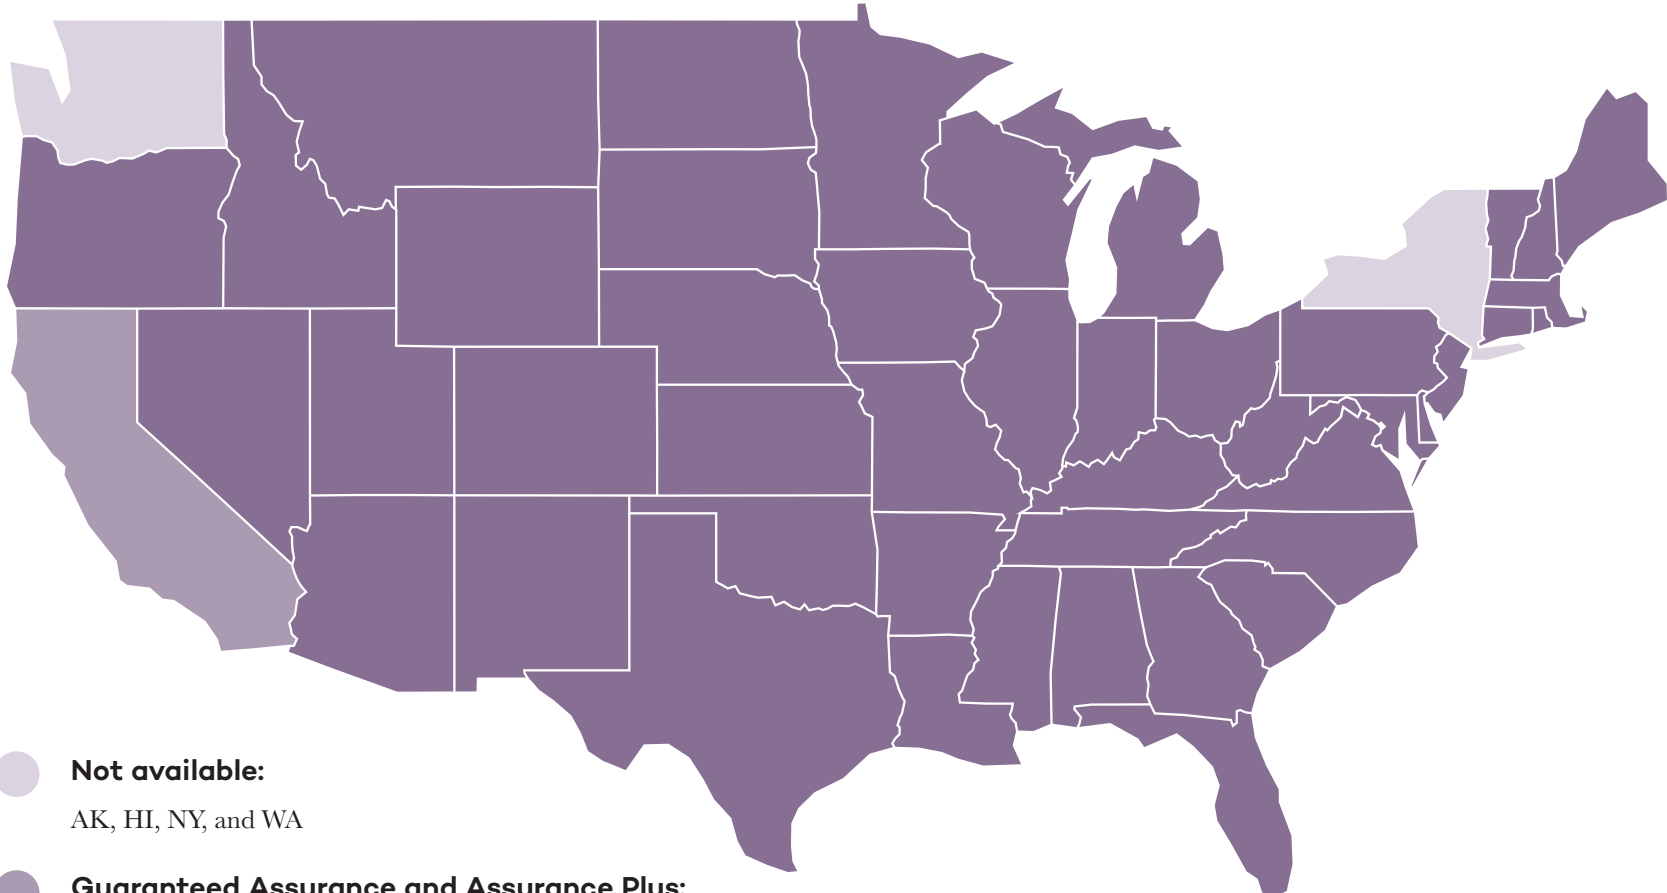 Not available:
AK, HI, NY, and WA
Guaranteed Assurance and Assurance Plus: